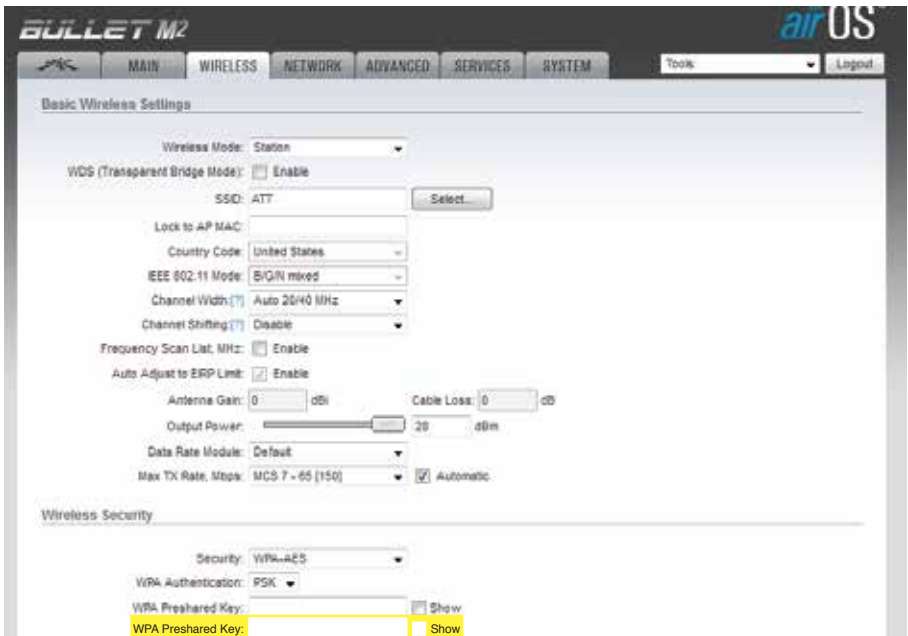 BULLET M2 airOS
MAIN WIRELESS NETWORK ADVANCED SERVICES SYSTEM Tools: Logout
Basic Wireless Settings
Wireless Mode: Station
WDS (Transparent Bridge Mode): Enable
SSID: ATT Select...
Lock to AP MAC:
Country Code: United States
IEEE 802.11 Mode: B/G/N mixed
Channel Width:[?] Auto 20/40 MHz
Channel Shifting:[?] Disable
Frequency Scan List, MHz: Enable
Auto Adjust to EIRP Limit: Enable
Antenna Gain: 0 dBi Cable Loss: 0 dB
Output Power: 28 dBm
Data Rate Module: Default
Max TX Rate, Mbps: MCS 7 - 65 [150] Automatic
Wireless Security
Security: WPA-AES
WPA Authentication: PSK
WPA Preshared Key: Show
WPA Preshared Key: Show